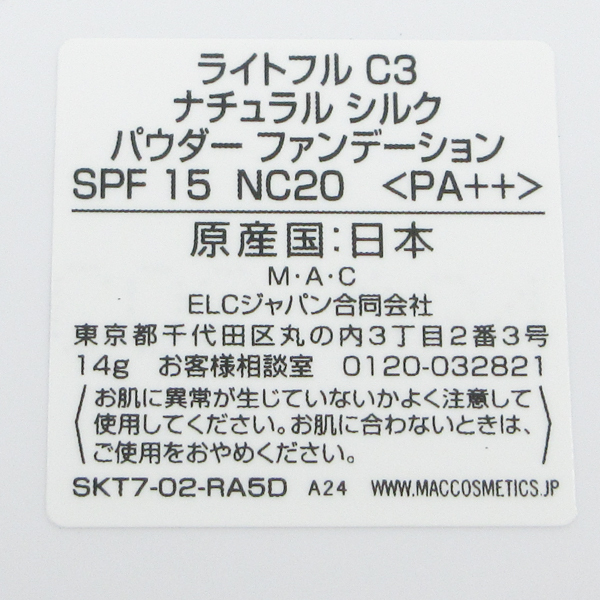 ライトフル C3
ナチュラル シルク
パウダー ファンデーション
SPF 15 NC20 <PA++>
原産国:日本
M・A・C
ELCジャパン合同会社
東京都千代田区丸の内3丁目2番3号
14g お客様相談室 0120-032821
〈お肌に異常が生じていないかよく注意して
使用してください。お肌に合わないときは、
ご使用をおやめください。〉
SKT7-02-RA5D A24 WWW.MACCOSMETICS.JP